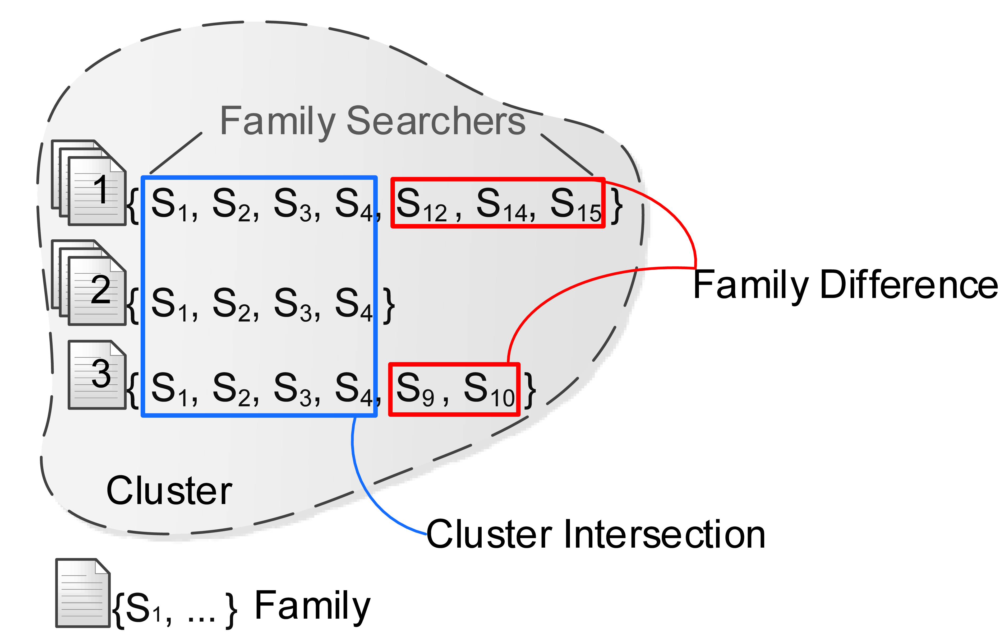 Family Searchers
1 { S1, S2, S3, S4, S12 , S14, S15 }
2 { S1, S2, S3, S4 }
Family Difference
3 { S1, S2, S3, S4, S9 , S10 }
Cluster
Cluster Intersection
{S1, ... } Family